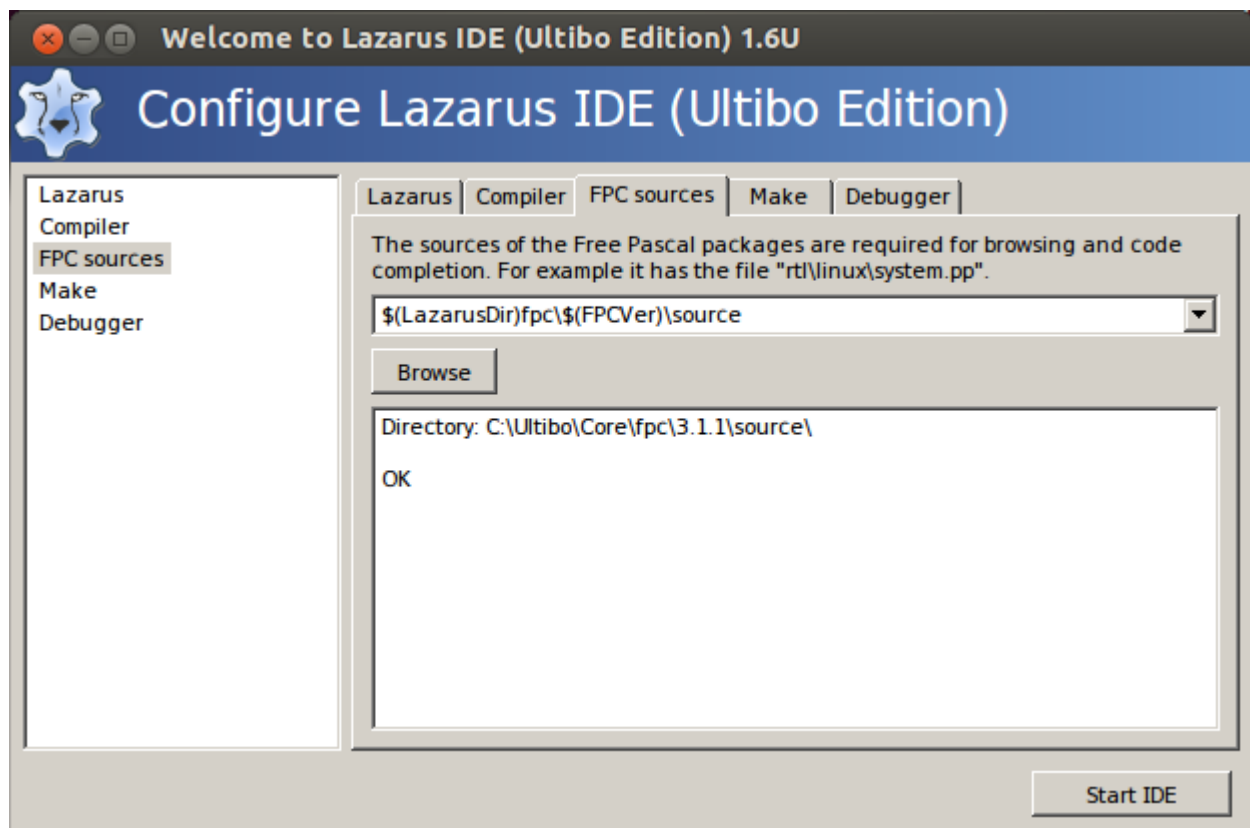 Welcome to Lazarus IDE (Ultibo Edition) 1.6U
Configure Lazarus IDE (Ultibo Edition)
Lazarus
Compiler
FPC sources
Make
Debugger
Lazarus Compiler FPC sources Make Debugger
The sources of the Free Pascal packages are required for browsing and code
completion. For example it has the file "rtl\linux\system.pp".
$(LazarusDir)fpc\$(FPCVer)\source
Browse
Directory: C:\Ultibo\Core\fpc\3.1.1\source\
OK
Start IDE